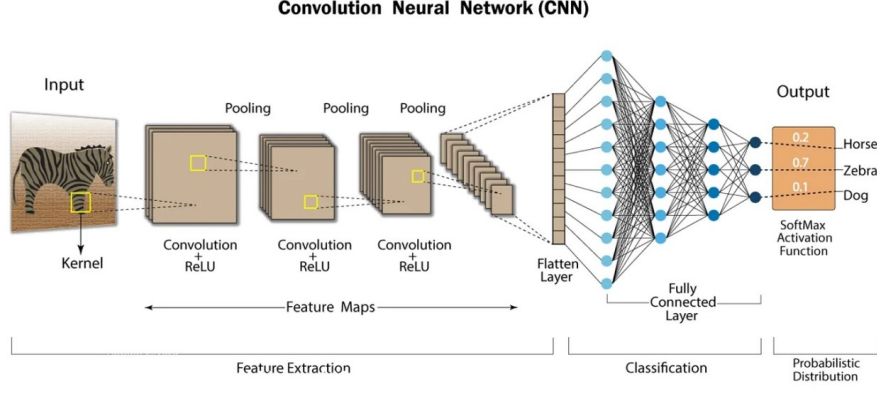 Convolution Neural Network (CNN)
Input
Pooling
Pooling
Pooling
Output
0.2
Horse
0.7
Zebra
0.1
Dog
Kernel
Convolution
+
ReLU
Convolution
+
ReLU
Convolution
+
ReLU
Flatten
Layer
SoftMax
Activation
Function
Fully
Connected
Layer
Feature Maps
Feature Extraction
Classification
Probabilistic
Distribution